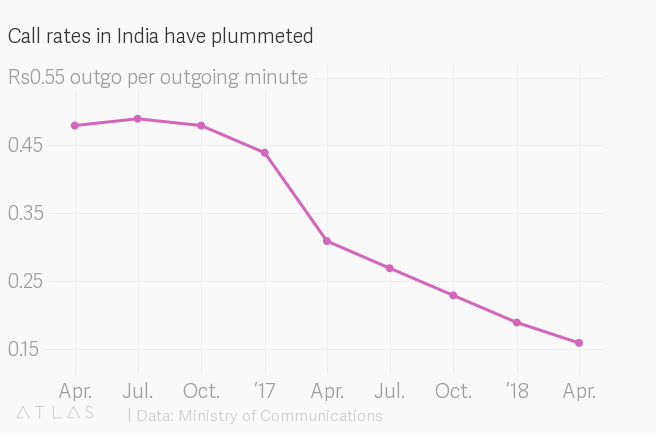 Call rates in India have plummeted
Rs0.55 outgo per outgoing minute
0.45
0.35
0.25
0.15
Apr. Jul. Oct. ’17 Apr. Jul. Oct. ’18 Apr.
ATLAS | Data: Ministry of Communications